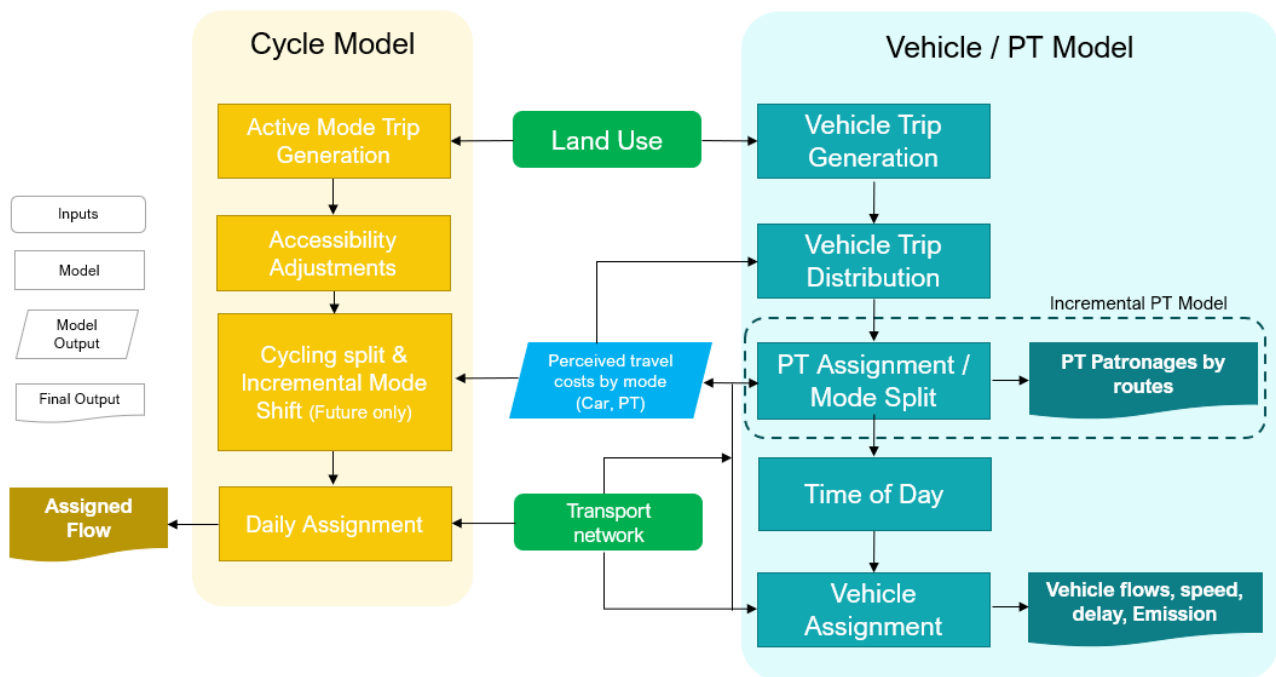 Cycle Model
Vehicle / PT Model
Active Mode Trip
Generation
Land Use
Vehicle Trip
Generation
Inputs
Model
Model
Output
Final Output
Accessibility
Adjustments
Vehicle Trip
Distribution
Incremental PT Model
Cycling split &
Incremental Mode
Shift (Future only)
Perceived travel
costs by mode
(Car, PT)
PT Assignment /
Mode Split
PT Patronages by
routes
Assigned
Flow
Daily Assignment
Transport
network
Time of Day
Vehicle
Assignment
Vehicle flows, speed,
delay, Emission